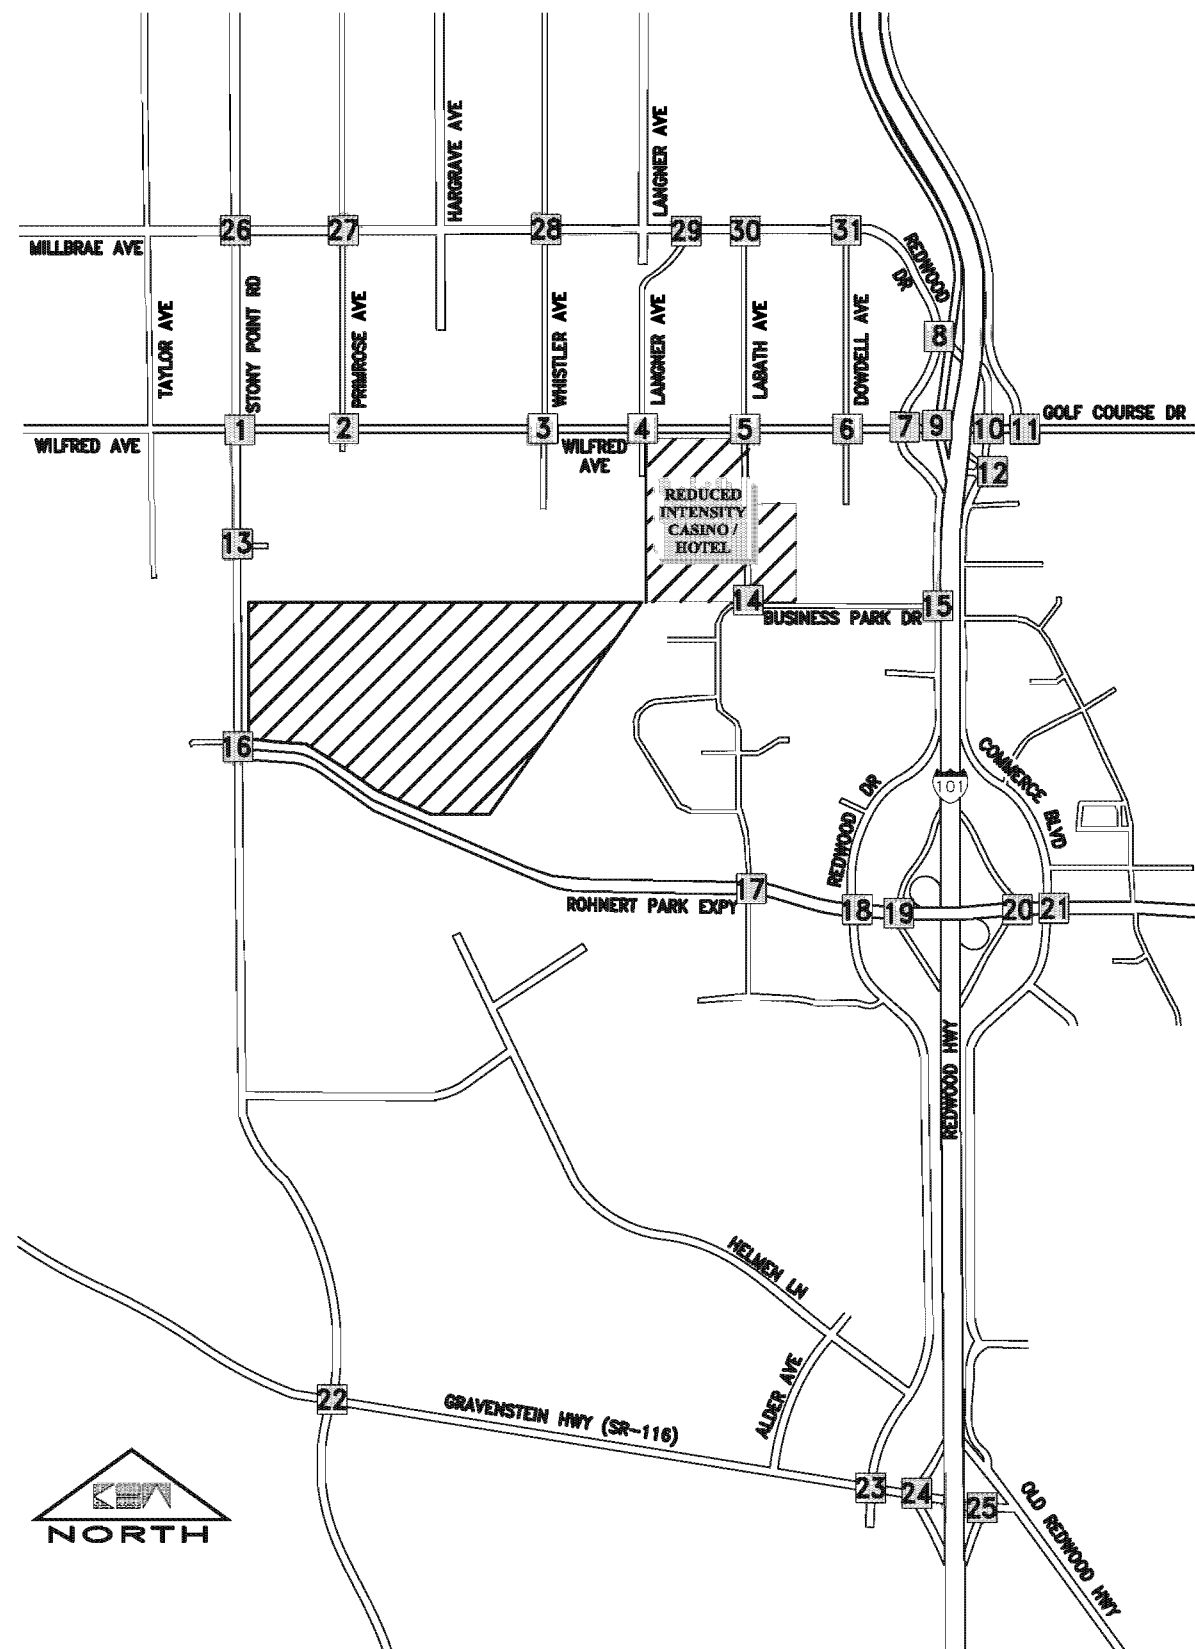 HARGRAVE AVE
LANGNER AVE
26
27
28
29
30
31
MILLBRAE AVE
REDWOOD
DR
TAYLOR AVE
STONY POINT RD
PRIMROSE AVE
WHISTLER AVE
LANGNER AVE
LABATH AVE
DOWDELL AVE
8
1
2
3
4
5
6
7
9
10
11
GOLF COURSE DR
WILFRED AVE
WILFRED
AVE
12
REDUCED
INTENSITY
CASINO /
HOTEL
13
14
15
BUSINESS PARK DR
16
COMMERCE BLVD
101
REDWOOD DR
17
ROHNERT PARK EXPY
18
19
20
21
REDWOOD HWY
HELMEN LN
ALDER AVE
22
GRAVENSTEIN HWY (SR-116)
23
24
25
OLD REDWOOD HWY
NORTH